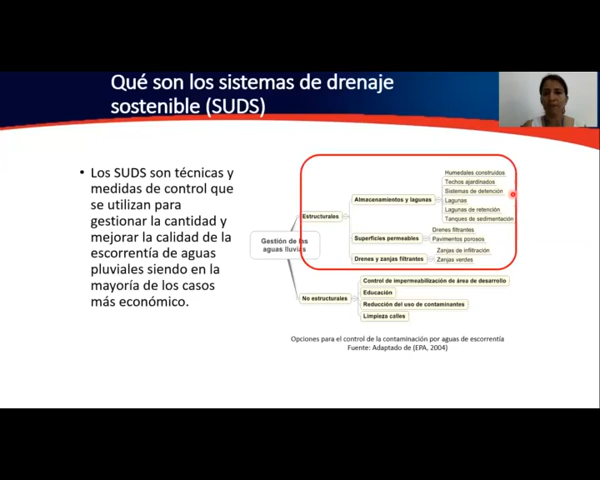 Qué son los sistemas de drenaje
sostenible (SUDS)
• Los SUDS son técnicas y
medidas de control que
se utilizan para
gestionar la cantidad y
mejorar la calidad de la
escorrentía de aguas
pluviales siendo en la
mayoría de los casos
más económico.
Gestión de las
aguas lluvias
Estructurales
Almacenamientos y lagunas
Humedales construidos
Techos ajardinados
Sistemas de detención
Lagunas
Lagunas de retención
Tanques de sedimentación
Superficies permeables
Drenes filtrantes
Pavimentos porosos
Drenes y zanjas filtrantes
Zanjas de infiltración
Zanjas verdes
No estructurales
Control de impermeabilización de área de desarrollo
Educación
Reducción del uso de contaminantes
Limpieza calles
Opciones para el control de la contaminación por aguas de escorrentía
Fuente: Adaptado de (EPA, 2004)